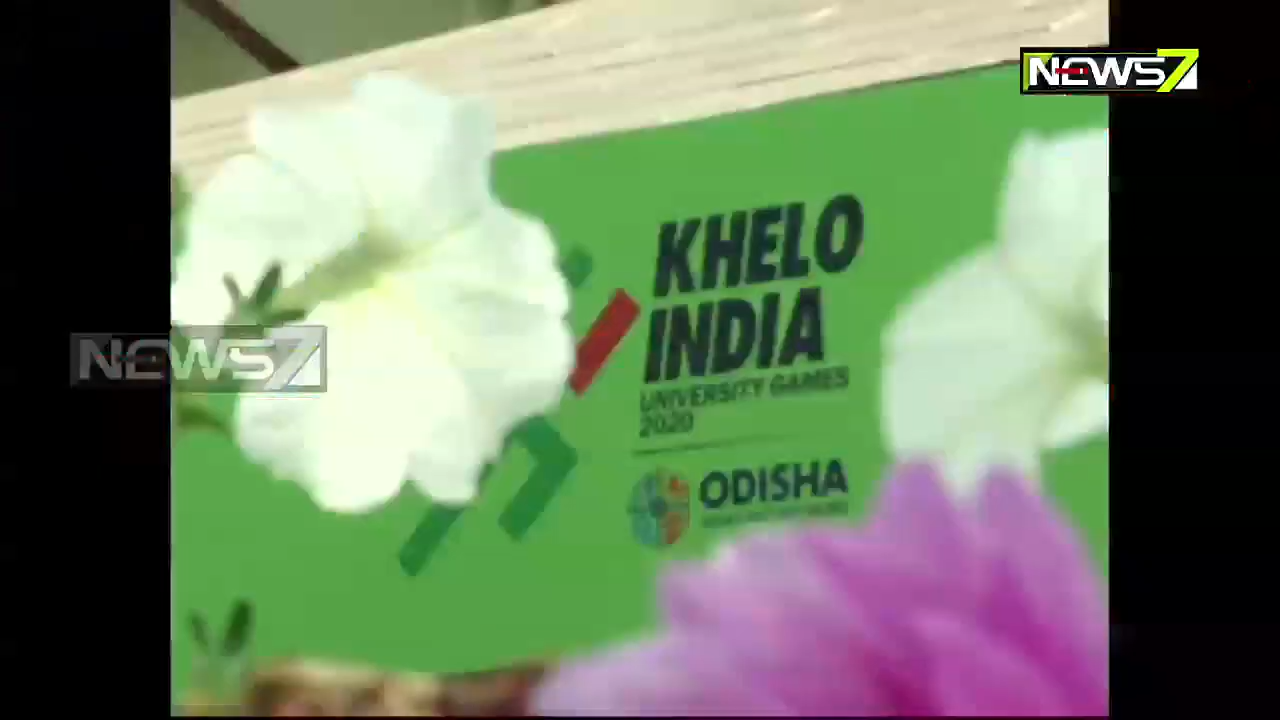 NEWS7
KHELO
INDIA
UNIVERSITY GAMES
2020
ODISHA
NEWS7